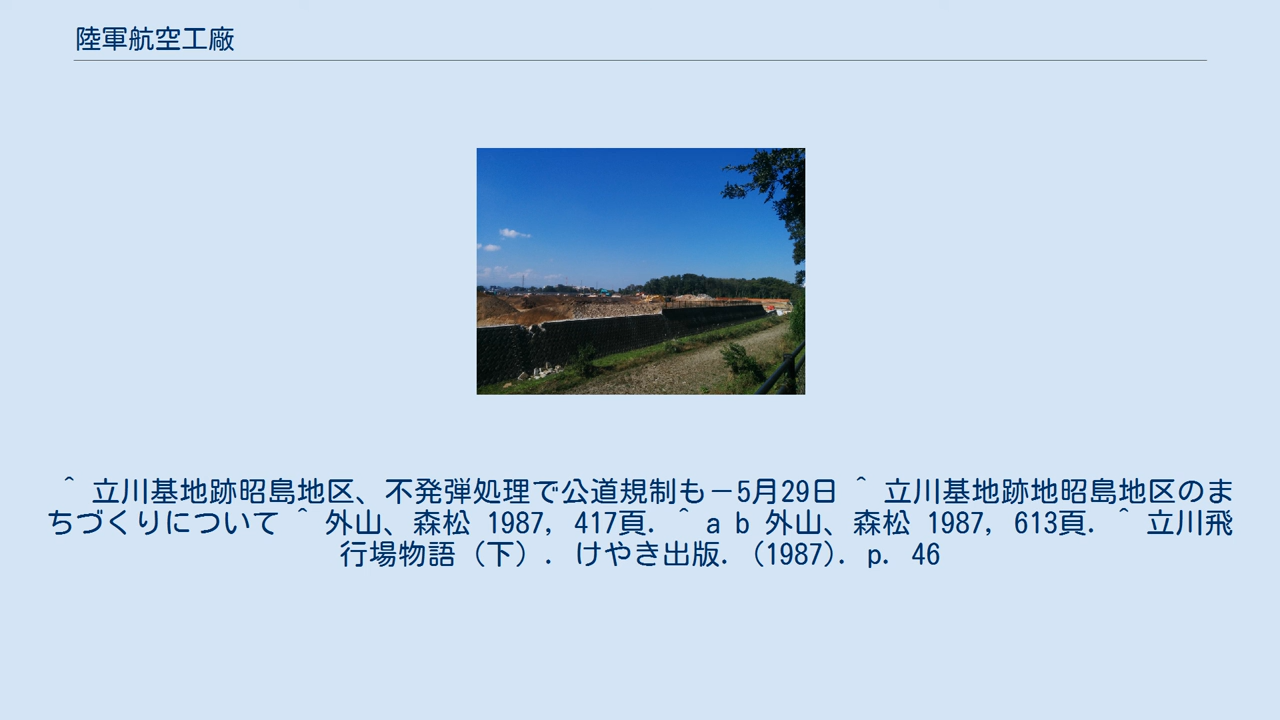 陸軍航空工廠
^ 立川基地跡昭島地区、不発弾処理で公道規制も－5月29日 ^ 立川基地跡地昭島地区のま
ちづくりについて ^ 外山、森松 1987, 417頁. ^ a b 外山、森松 1987, 613頁. ^ 立川飛
行場物語（下）. けやき出版. (1987). p. 46